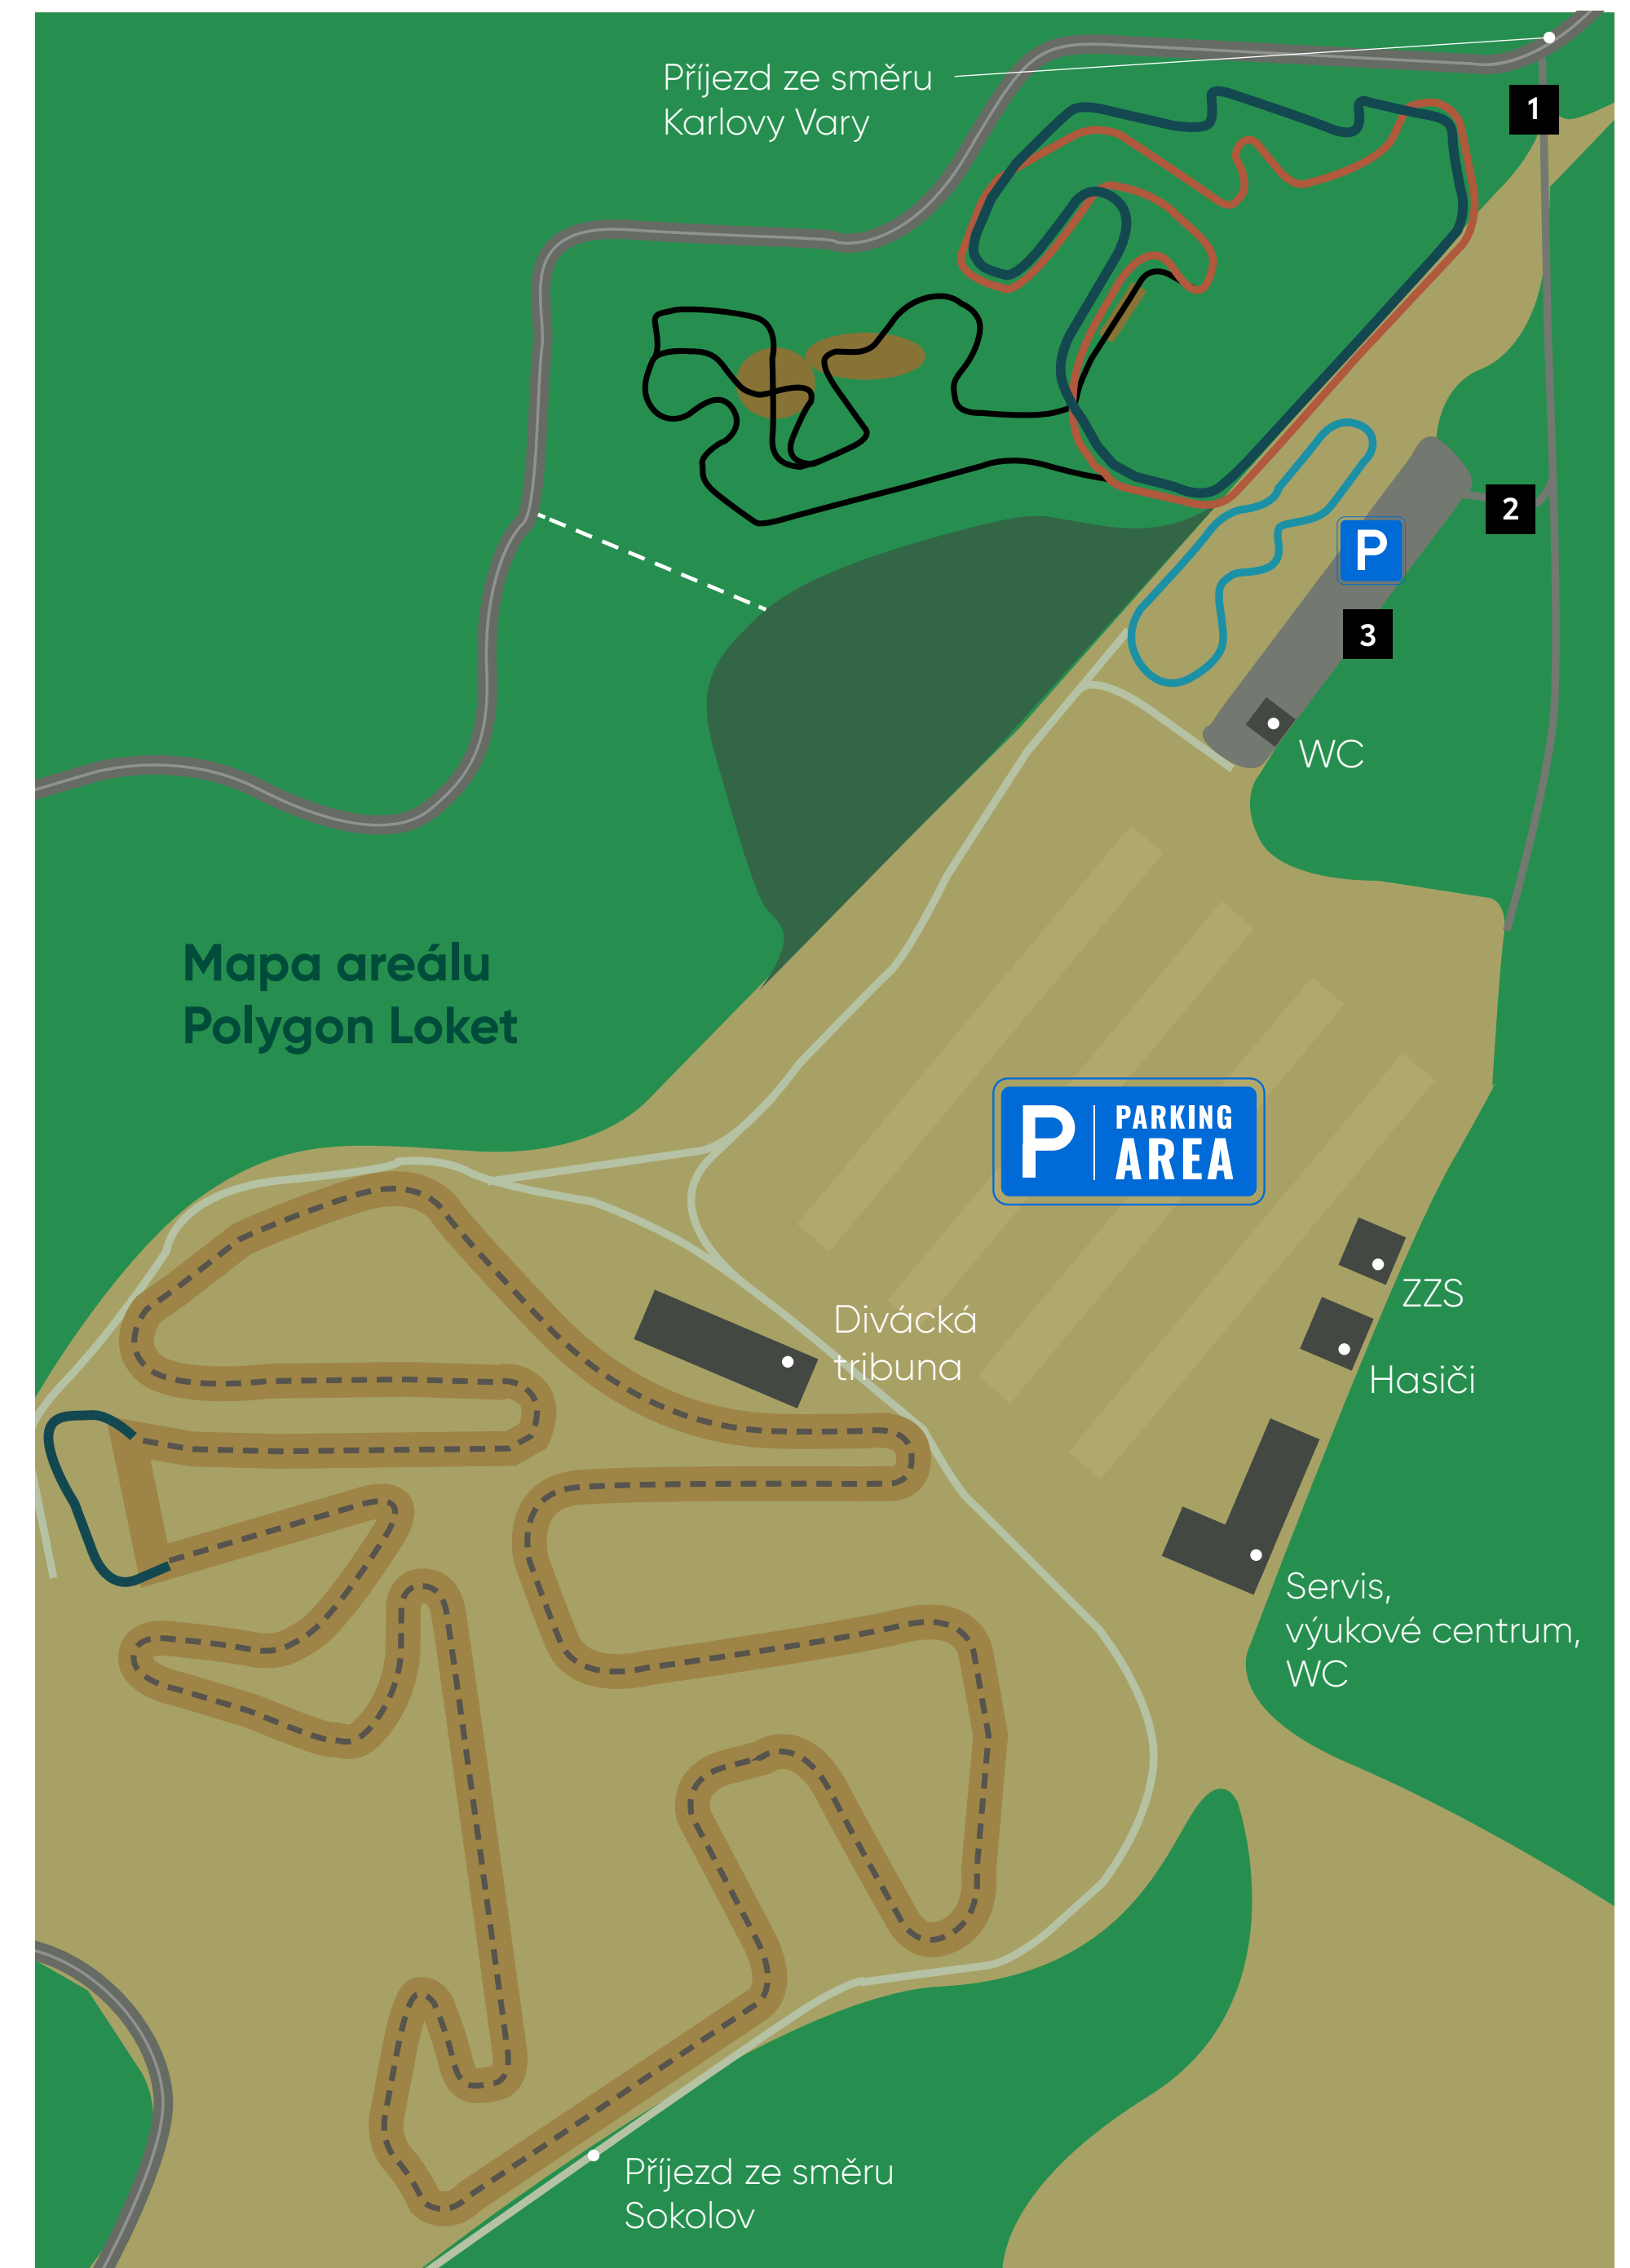 Příjezd ze směru
Karlovy Vary
1
2
P
3
WC
Mapa areálu
Polygon Loket
P
PARKING
AREA
ZZS
Divácká
tribuna
Hasiči
Servis,
výukové centrum,
WC
Příjezd ze směru
Sokolov